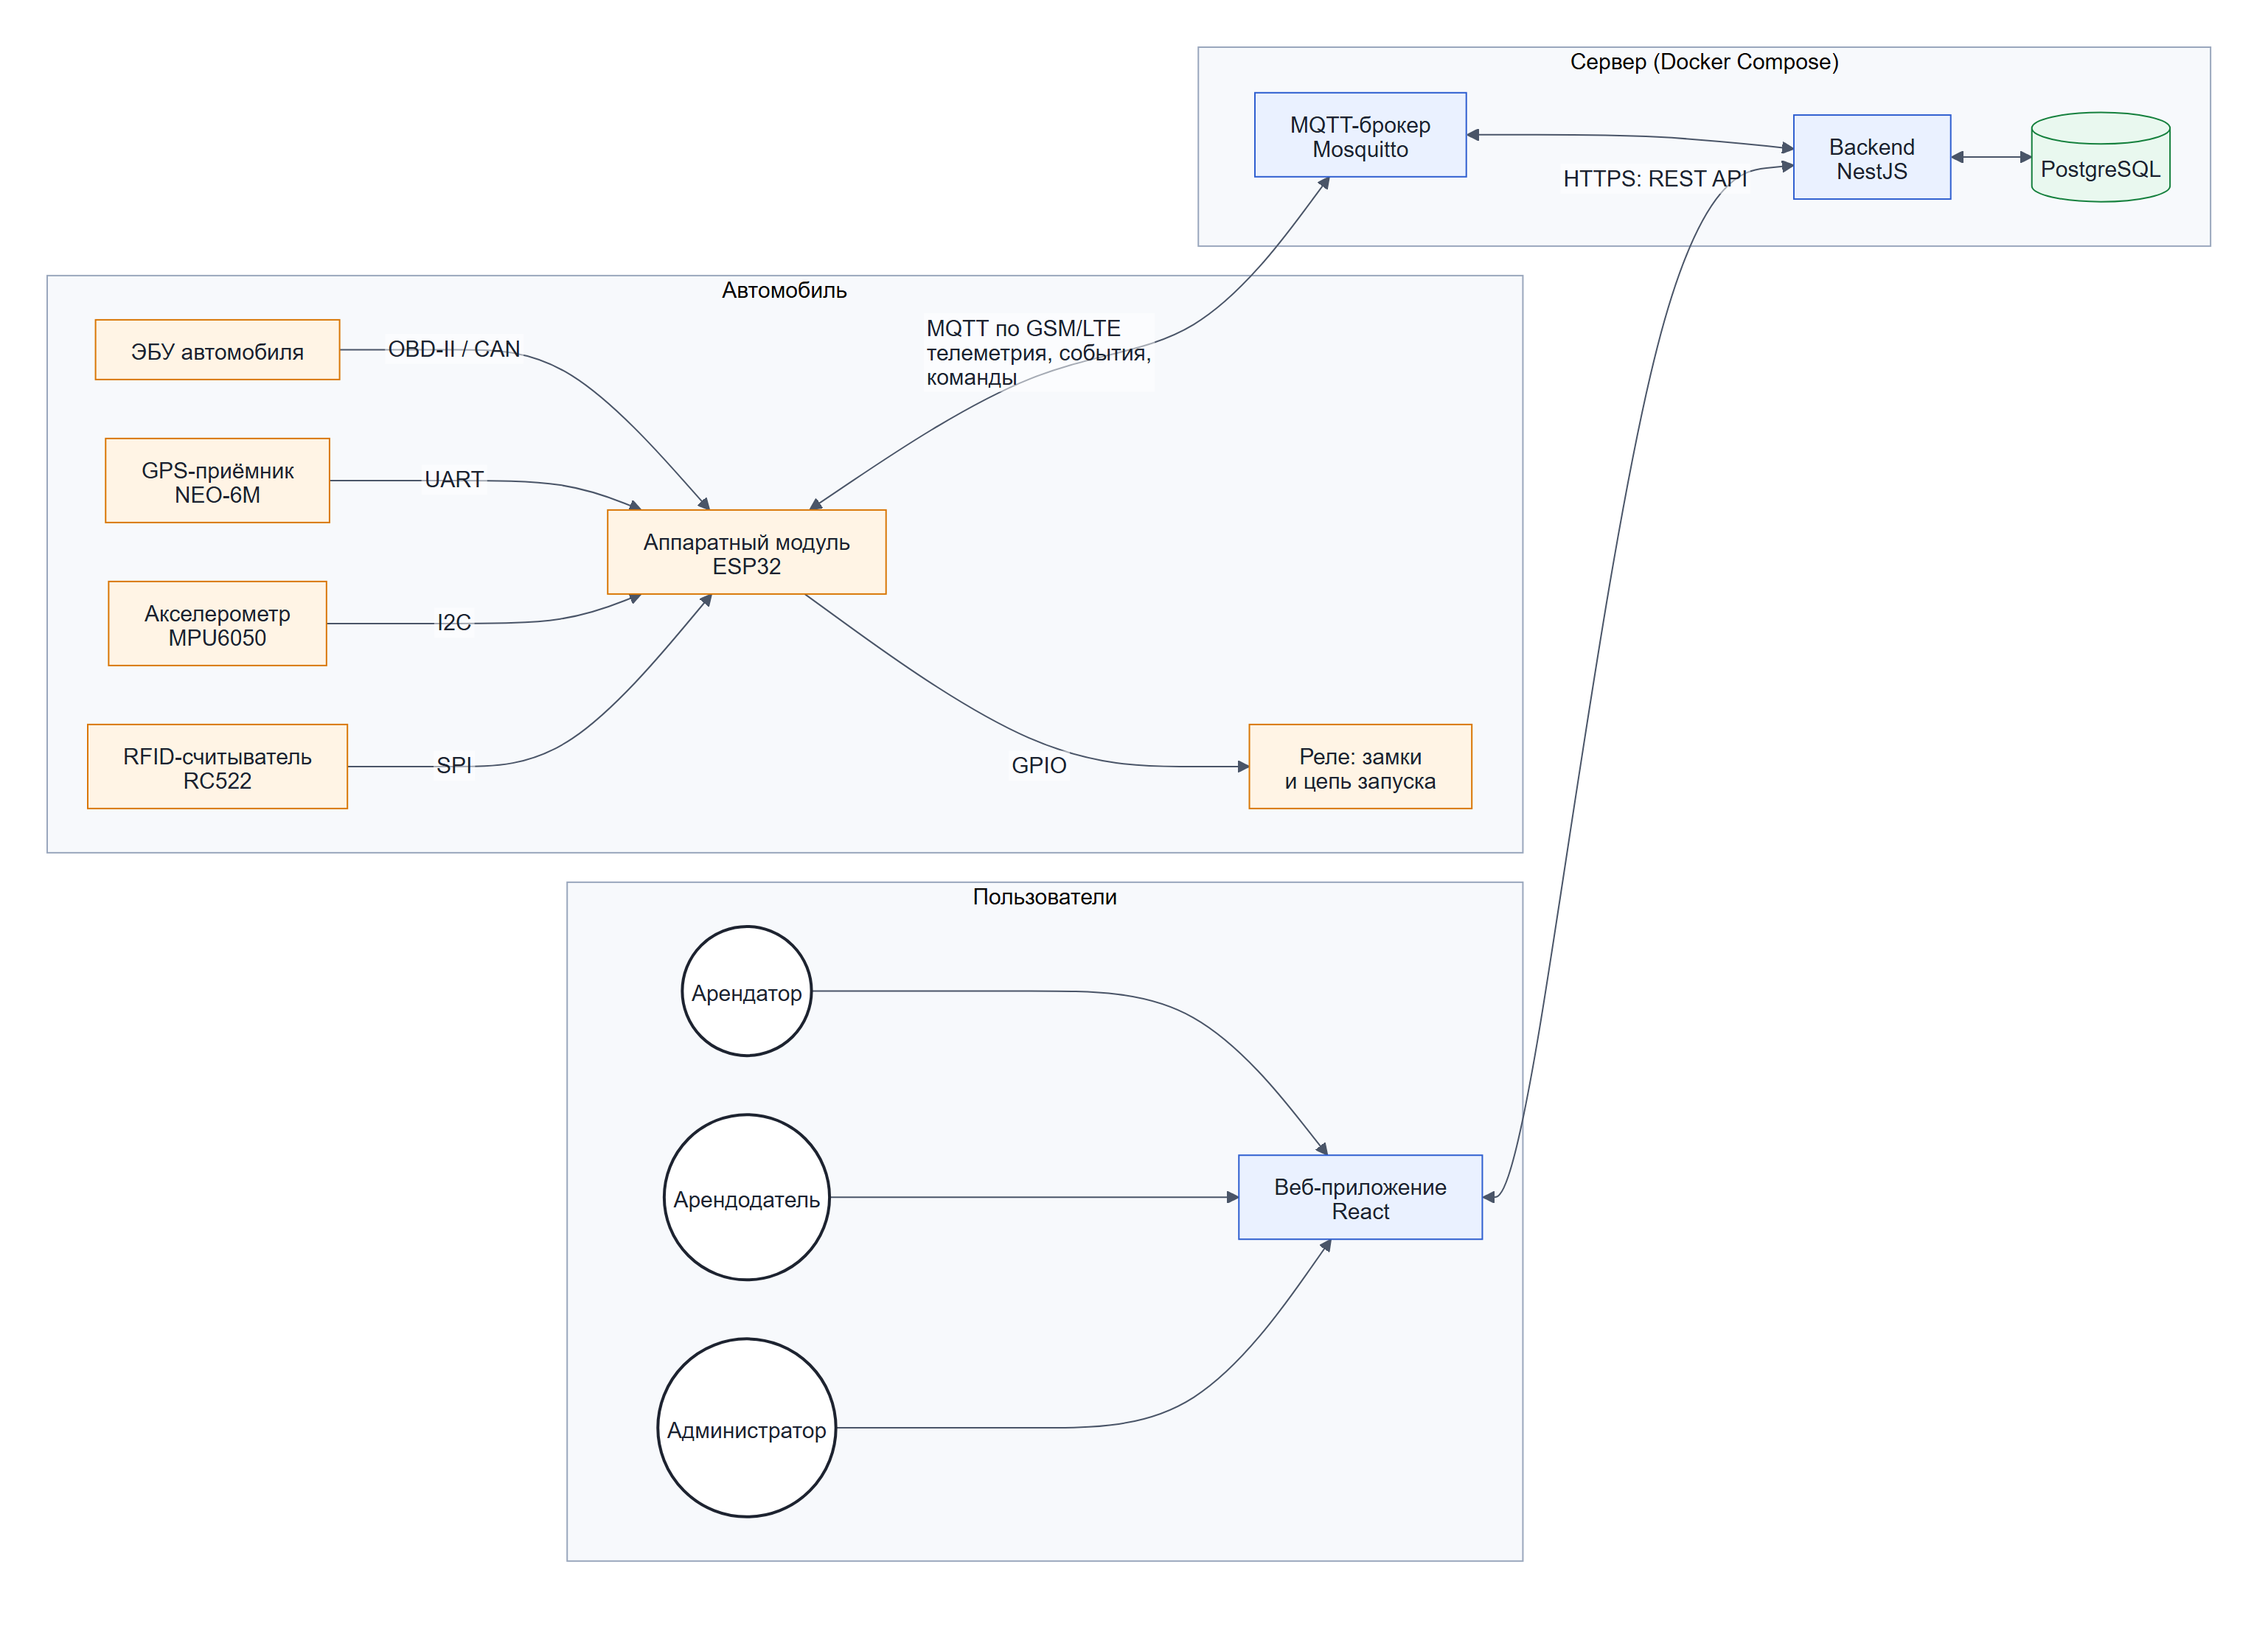 Сервер (Docker Compose)
MQTT-брокер
Mosquitto
HTTPS: REST API
Backend
NestJS
PostgreSQL
Автомобиль
ЭБУ автомобиля
OBD-II / CAN
MQTT по GSM/LTE
телеметрия, события,
команды
GPS-приёмник
NEO-6M
UART
Аппаратный модуль
ESP32
Акселерометр
MPU6050
I2C
RFID-считыватель
RC522
SPI
GPIO
Реле: замки
и цепь запуска
Пользователи
Арендатор
Арендодатель
Веб-приложение
React
Администратор